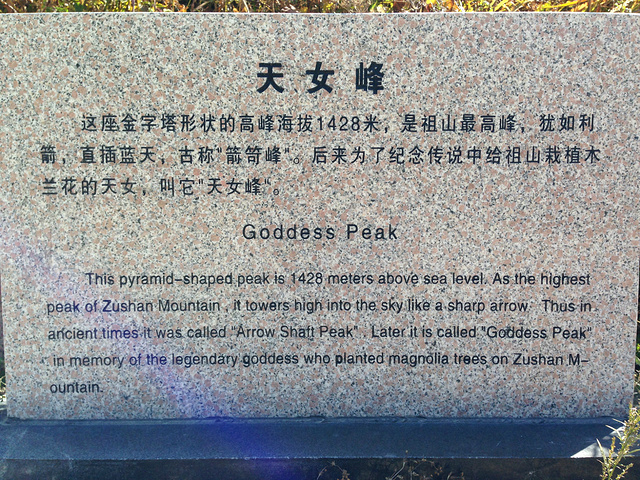 天女峰
这座金字塔形状的高峰海拔1428米，是祖山最高峰，犹如利
箭，直插蓝天，古称"箭笴峰"。后来为了纪念传说中给祖山栽植木
兰花的天女，叫它"天女峰"。
Goddess Peak
This pyramid-shaped peak is 1428 meters above sea level. As the highest
peak of Zushan Mountain , it towers high into the sky like a sharp arrow. Thus in
ancient times it was called "Arrow Shaft Peak" . Later it is called "Goddess Peak"
in memory of the legendary goddess who planted magnolia trees on Zushan M-
ountain.